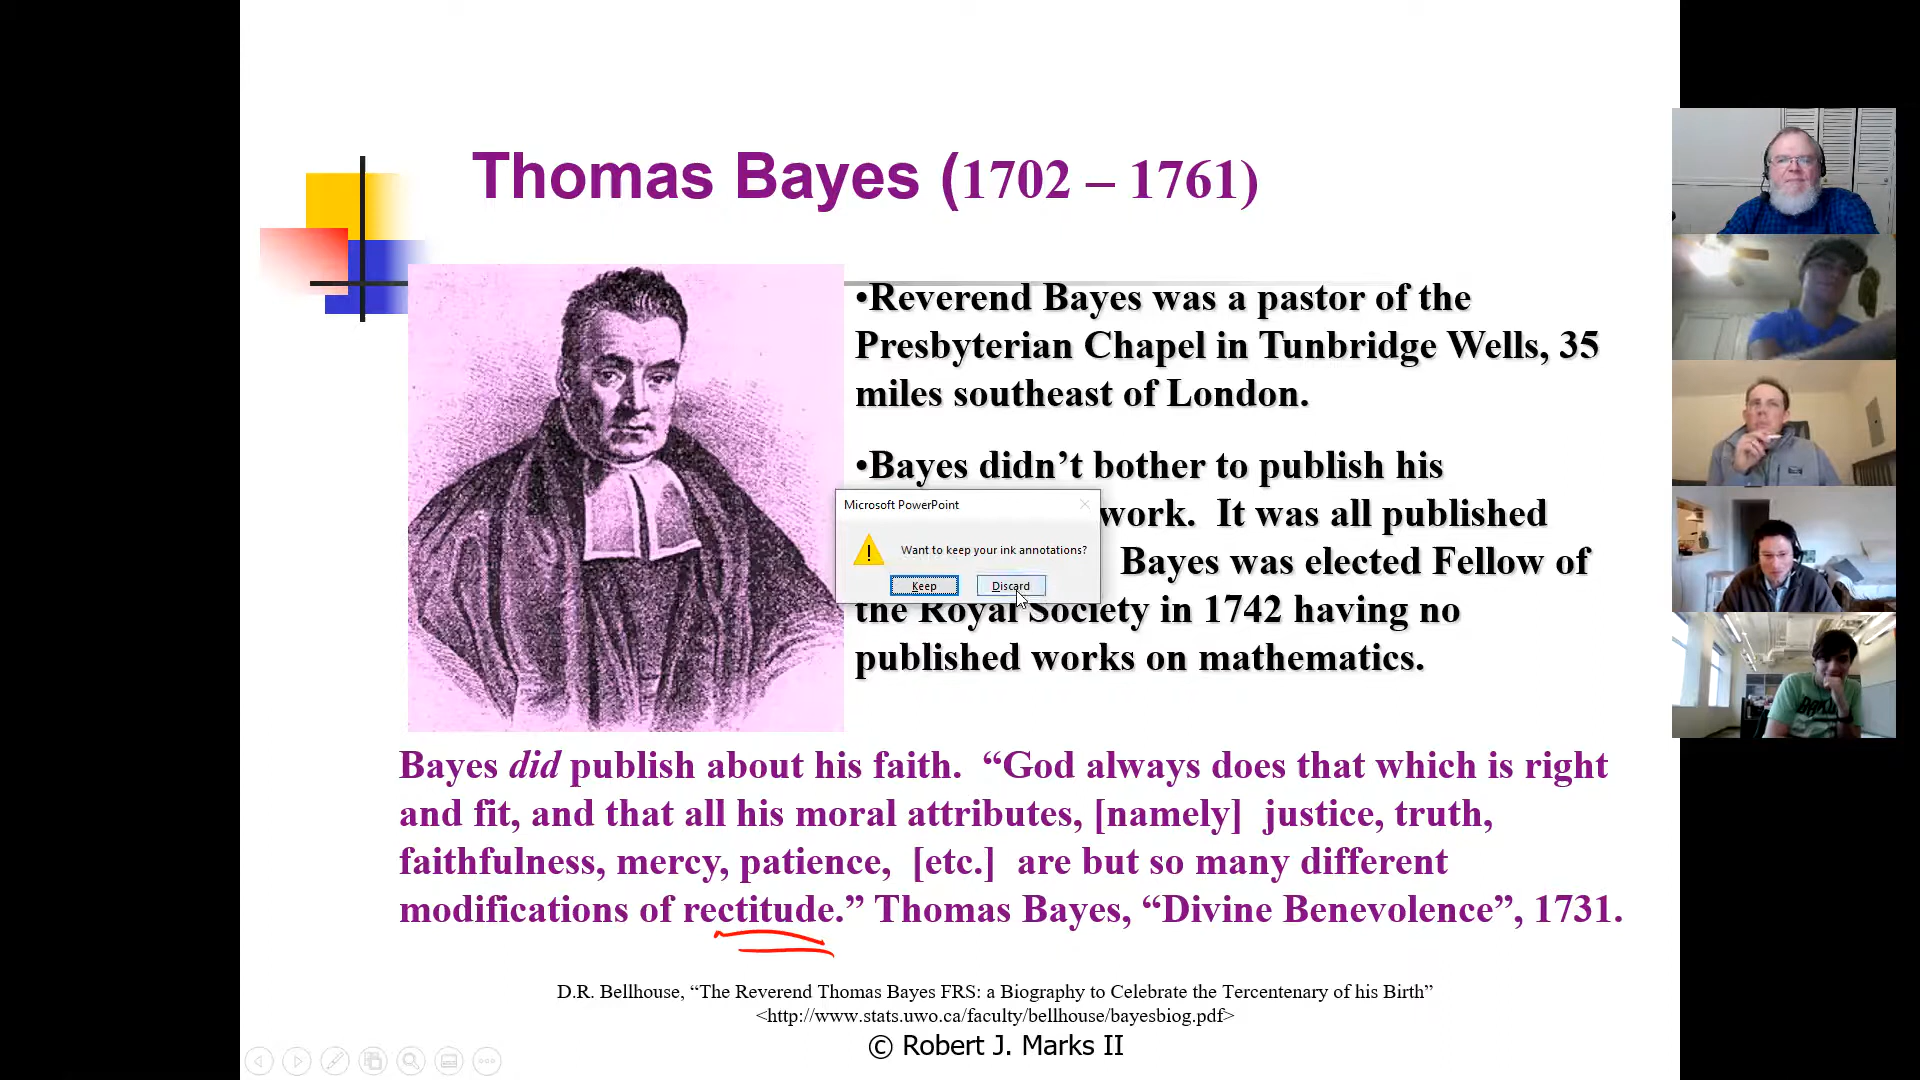 Thomas Bayes (1702 – 1761)
•Reverend Bayes was a pastor of the
Presbyterian Chapel in Tunbridge Wells, 35
miles southeast of London.
•Bayes didn’t bother to publish his
work.  It was all published
Bayes was elected Fellow of
the Royal Society in 1742 having no
published works on mathematics.
Microsoft PowerPoint
Want to keep your ink annotations?
Keep
Discard
Bayes did publish about his faith.  “God always does that which is right
and fit, and that all his moral attributes, [namely]  justice, truth,
faithfulness, mercy, patience,  [etc.]  are but so many different
modifications of rectitude.” Thomas Bayes, “Divine Benevolence”, 1731.
D.R. Bellhouse, “The Reverend Thomas Bayes FRS: a Biography to Celebrate the Tercentenary of his Birth”
<http://www.stats.uwo.ca/faculty/bellhouse/bayesbiog.pdf>
© Robert J. Marks II